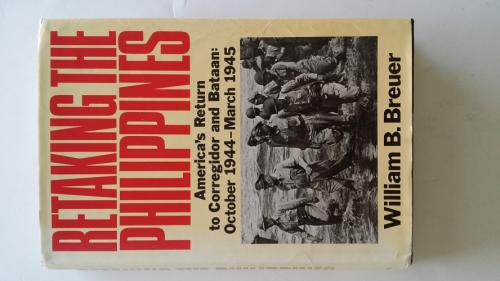 RETAKING THE
PHILIPPINES
America's Return
to Corregidor and Bataan:
October 1944–March 1945
William B. Breuer